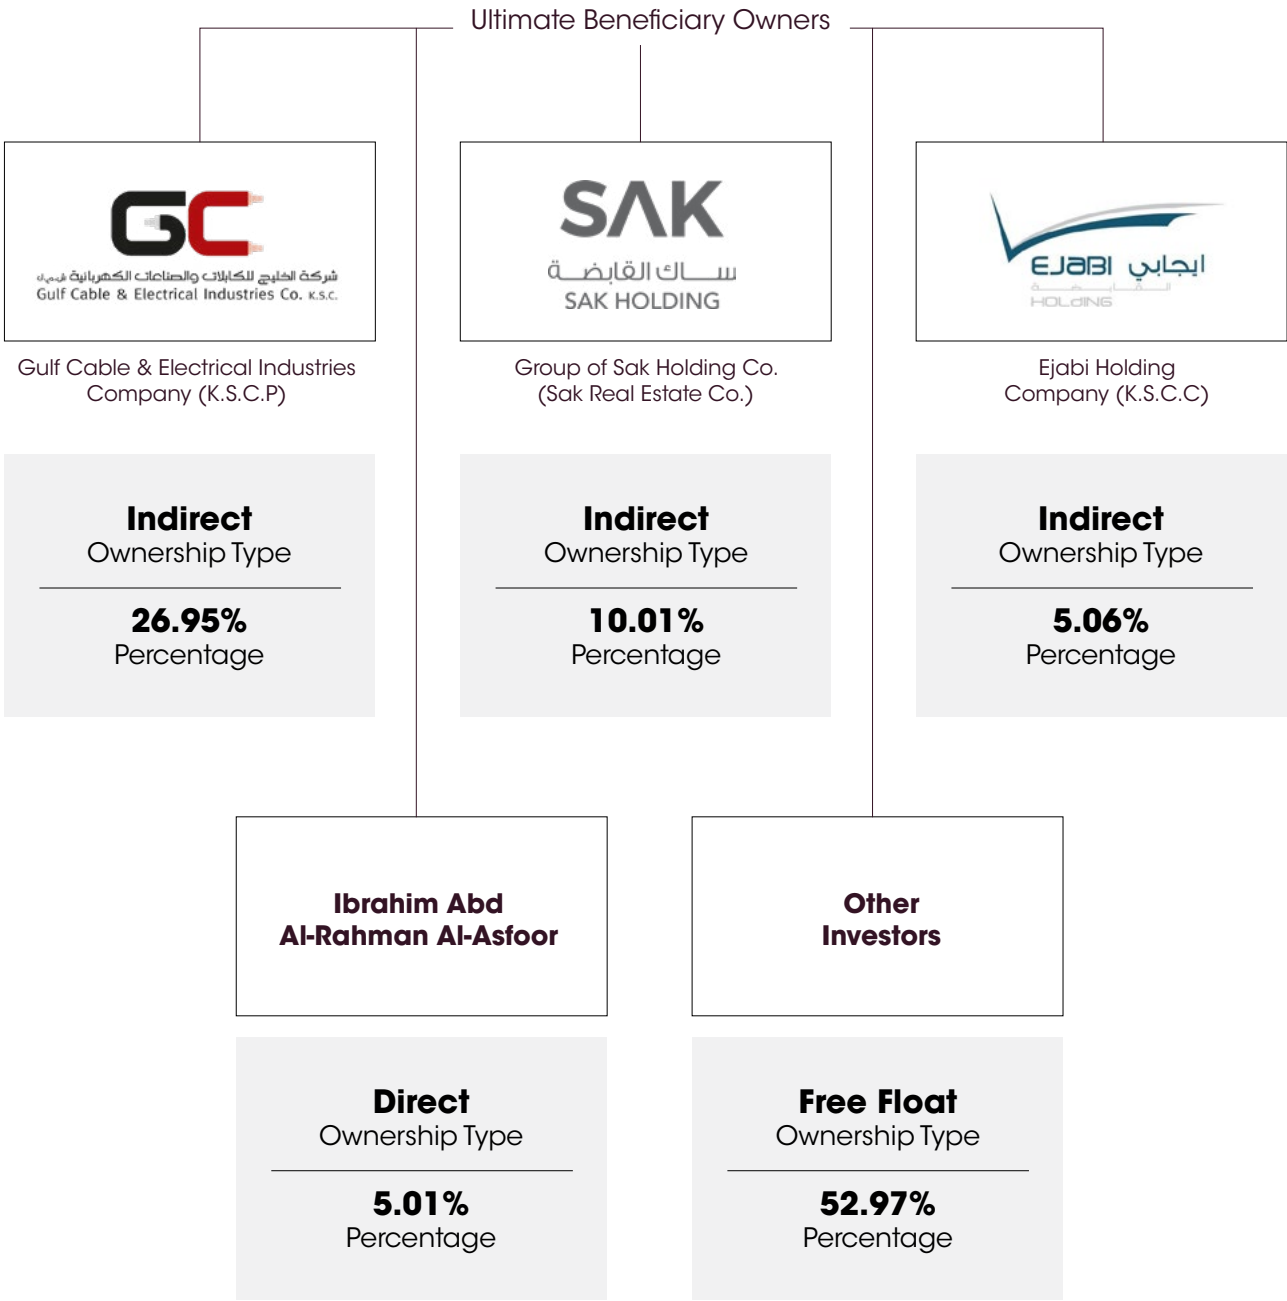 Ultimate Beneficiary Owners
GC
شركة الخليج للكابلات والصناعات الكهربائية ش.م.ك
Gulf Cable & Electrical Industries Co. K.S.C.
Gulf Cable & Electrical Industries
Company (K.S.C.P)
Indirect
Ownership Type
26.95%
Percentage
SAK
ساك القابضة
SAK HOLDING
Group of Sak Holding Co.
(Sak Real Estate Co.)
Indirect
Ownership Type
10.01%
Percentage
EJABI ايجابي
القابضة
HOLDING
Ejabi Holding
Company (K.S.C.C)
Indirect
Ownership Type
5.06%
Percentage
Ibrahim Abd
Al-Rahman Al-Asfoor
Direct
Ownership Type
5.01%
Percentage
Other
Investors
Free Float
Ownership Type
52.97%
Percentage